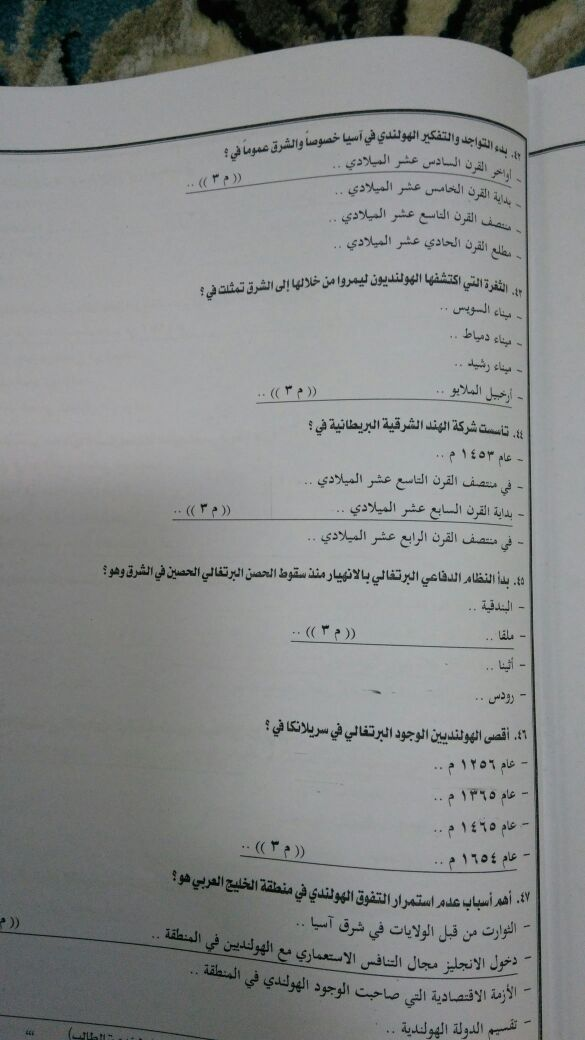 ٤٢. بدء التواجد والتفكير الهولندي في آسيا خصوصاً والشرق عموماً في ؟
- أواخر القرن السادس عشر الميلادي .. (( م ٣ )) ..
- بداية القرن الخامس عشر الميلادي ..
- منتصف القرن التاسع عشر الميلادي ..
- مطلع القرن الحادي عشر الميلادي ..
٤٣. الثغرة التي اكتشفها الهولنديون ليمروا من خلالها إلى الشرق تمثلت في ؟
- ميناء السويس ..
- ميناء دمياط ..
- ميناء رشيد ..
- أرخبيل الملايو .. (( م ٣ )) ..
٤٤. تأسست شركة الهند الشرقية البريطانية في ؟
- عام ١٤٥٣ م ..
- في منتصف القرن التاسع عشر الميلادي ..
- بداية القرن السابع عشر الميلادي .. (( م ٣ )) ..
- في منتصف القرن الرابع عشر الميلادي ..
٤٥. بدأ النظام الدفاعي البرتغالي بالانهيار منذ سقوط الحصن البرتغالي الحصين في الشرق وهو ؟
- البندقية ..
- ملقا .. (( م ٣ )) ..
- أثينا ..
- رودس ..
٤٦. أقصى الهولنديين الوجود البرتغالي في سريلانكا في ؟
- عام ١٢٥٦ م ..
- عام ١٣٦٥ م ..
- عام ١٤٦٥ م ..
- عام ١٦٥٤ م .. (( م ٣ )) ..
٤٧. أهم أسباب عدم استمرار التفوق الهولندي في منطقة الخليج العربي هو ؟
- الثوارت من قبل الولايات في شرق آسيا ..
- دخول الانجليز مجال التنافس الاستعماري مع الهولنديين في المنطقة .. (( م
- الأزمة الاقتصادية التي صاحبت الوجود الهولندي في المنطقة ..
- تقسيم الدولة الهولندية ..
الطالب)